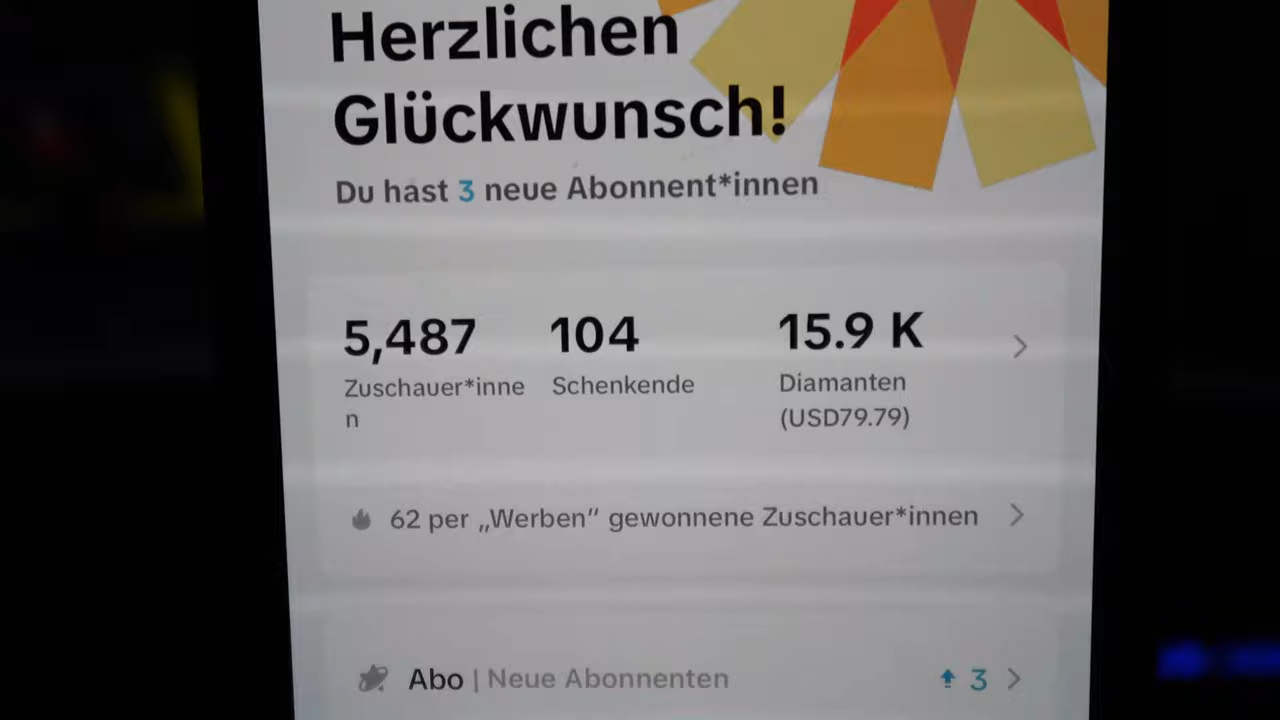 Herzlichen
Glückwunsch!
Du hast 3 neue Abonnent*innen
5,487 104 15.9 K
Zuschauer*inne Schenkende Diamanten
n (USD79.79)
62 per „Werben“ gewonnene Zuschauer*innen
Abo | Neue Abonnenten 3